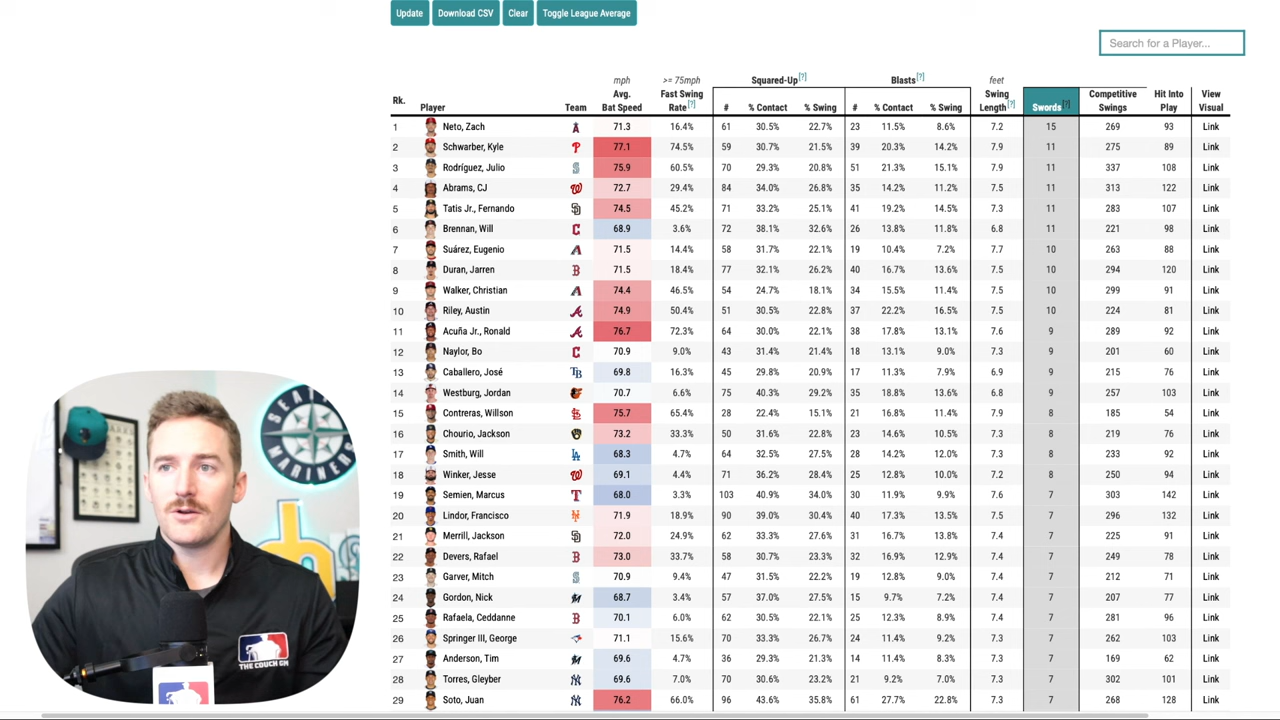 Update Download CSV Clear Toggle League Average
Search for a Player...
mph >= 75mph Squared-Up [?] Blasts [?] feet
Rk. Player Team Avg. Bat Speed Fast Swing Rate [?] # % Contact % Swing # % Contact % Swing Swing Length [?] Swords [?] Competitive Swings Hit Into Play View Visual
1 Neto, Zach 71.3 16.4% 61 30.5% 22.7% 23 11.5% 8.6% 7.2 15 269 93 Link
2 Schwarber, Kyle 77.1 74.5% 59 30.7% 21.5% 39 20.3% 14.2% 7.9 11 275 89 Link
3 Rodríguez, Julio 75.9 60.5% 70 29.3% 20.8% 51 21.3% 15.1% 7.9 11 337 108 Link
4 Abrams, CJ 72.7 29.4% 84 34.0% 26.8% 35 14.2% 11.2% 7.5 11 313 122 Link
5 Tatis Jr., Fernando 74.5 45.2% 71 33.2% 25.1% 41 19.2% 14.5% 7.3 11 283 107 Link
6 Brennan, Will 68.9 3.6% 72 38.1% 32.6% 26 13.8% 11.8% 6.8 11 221 98 Link
7 Suárez, Eugenio 71.5 14.4% 58 31.7% 22.1% 19 10.4% 7.2% 7.7 10 263 88 Link
8 Duran, Jarren 71.5 18.4% 77 32.1% 26.2% 40 16.7% 13.6% 7.5 10 294 120 Link
9 Walker, Christian 74.4 46.5% 54 24.7% 18.1% 34 15.5% 11.4% 7.5 10 299 91 Link
10 Riley, Austin 74.9 50.4% 51 30.5% 22.8% 37 22.2% 16.5% 7.5 10 224 81 Link
11 Acuña Jr., Ronald 76.7 72.3% 64 30.0% 22.1% 38 17.8% 13.1% 7.6 9 289 92 Link
12 Naylor, Bo 70.9 9.0% 43 31.4% 21.4% 18 13.1% 9.0% 7.3 9 201 60 Link
13 Caballero, José 69.8 16.3% 45 29.8% 20.9% 17 11.3% 7.9% 6.9 9 215 76 Link
14 Westburg, Jordan 70.7 6.6% 75 40.3% 29.2% 35 18.8% 13.6% 6.8 9 257 103 Link
15 Contreras, Willson 75.7 65.4% 28 22.4% 15.1% 21 16.8% 11.4% 7.9 9 185 54 Link
16 Chourio, Jackson 73.2 33.3% 50 31.6% 22.8% 23 14.6% 10.5% 7.3 8 219 76 Link
17 Smith, Will 68.3 4.7% 64 32.5% 27.5% 28 14.2% 12.0% 7.3 8 233 92 Link
18 Winker, Jesse 69.1 4.4% 71 36.2% 28.4% 25 12.8% 10.0% 7.2 8 250 94 Link
19 Semien, Marcus 68.0 3.3% 103 40.9% 34.0% 30 11.9% 9.9% 7.6 7 303 142 Link
20 Lindor, Francisco 71.9 18.9% 90 39.0% 30.4% 40 17.3% 13.5% 7.5 7 296 132 Link
21 Merrill, Jackson 72.0 24.9% 62 33.3% 27.6% 31 16.7% 13.8% 7.4 7 225 91 Link
22 Devers, Rafael 73.0 33.7% 58 30.7% 23.3% 32 16.9% 12.9% 7.4 7 249 78 Link
23 Garver, Mitch 70.9 9.4% 47 31.5% 22.2% 19 12.8% 9.0% 7.4 7 212 71 Link
24 Gordon, Nick 68.7 3.4% 57 37.0% 27.5% 15 9.7% 7.2% 7.4 7 207 77 Link
25 Rafaela, Ceddanne 70.1 6.0% 62 30.5% 22.1% 25 12.3% 8.9% 7.4 7 281 96 Link
26 Springer III, George 71.1 15.6% 70 33.3% 26.7% 24 11.4% 9.2% 7.3 7 262 103 Link
27 Anderson, Tim 69.6 4.7% 36 29.3% 21.3% 14 11.4% 8.3% 7.3 7 169 62 Link
28 Torres, Gleyber 69.6 7.0% 70 30.6% 23.2% 21 9.2% 7.0% 7.3 7 302 101 Link
29 Soto, Juan 76.2 66.0% 96 43.6% 35.8% 61 27.7% 22.8% 7.3 7 268 128 Link
THE COUCH GM